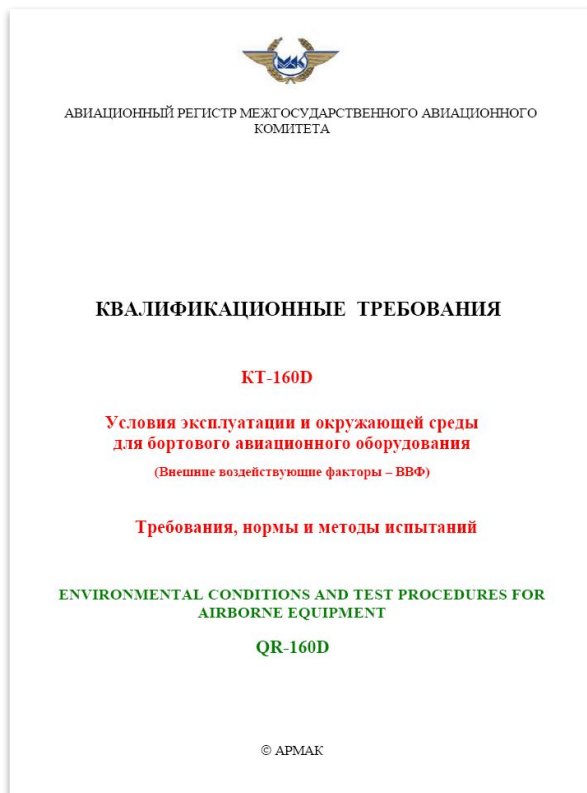 МАК
АВИАЦИОННЫЙ РЕГИСТР МЕЖГОСУДАРСТВЕННОГО АВИАЦИОННОГО
КОМИТЕТА
КВАЛИФИКАЦИОННЫЕ ТРЕБОВАНИЯ
КТ-160D
Условия эксплуатации и окружающей среды
для бортового авиационного оборудования
(Внешние воздействующие факторы – ВВФ)
Требования, нормы и методы испытаний
ENVIRONMENTAL CONDITIONS AND TEST PROCEDURES FOR
AIRBORNE EQUIPMENT
QR-160D
© АРМАК